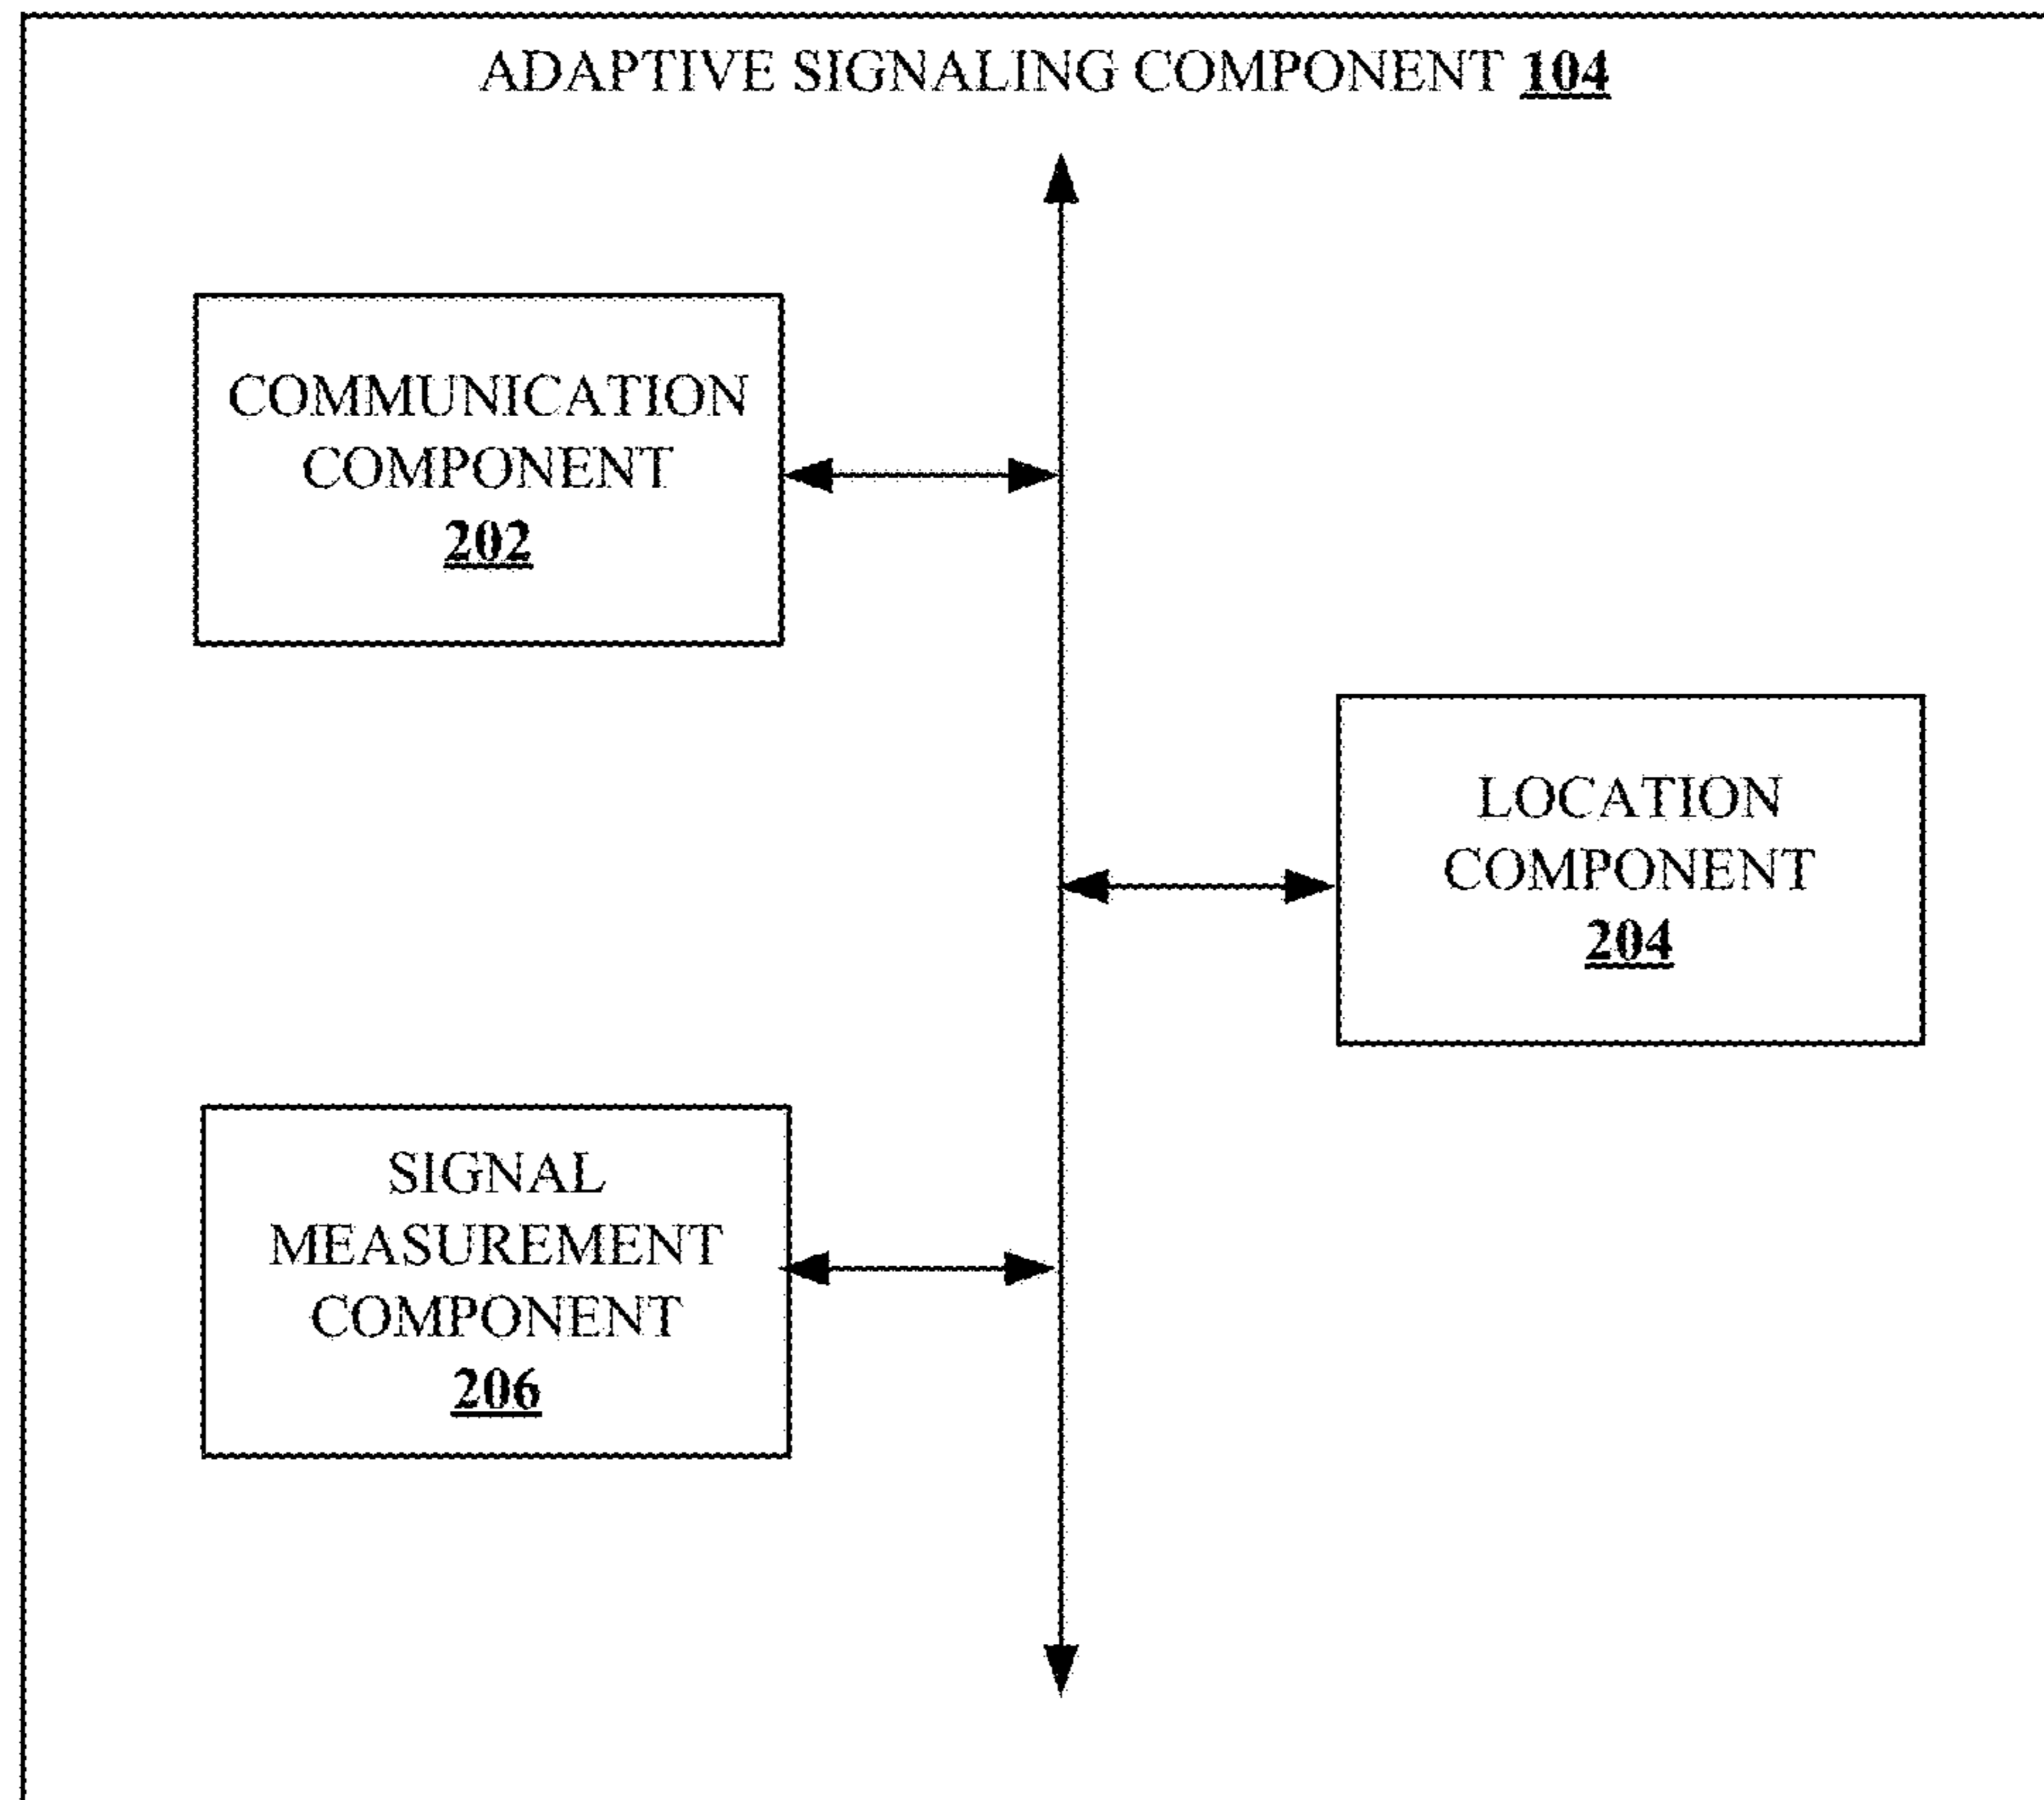 ADAPTIVE SIGNALING COMPONENT 104
COMMUNICATION
COMPONENT
202
LOCATION
COMPONENT
204
SIGNAL
MEASUREMENT
COMPONENT
206